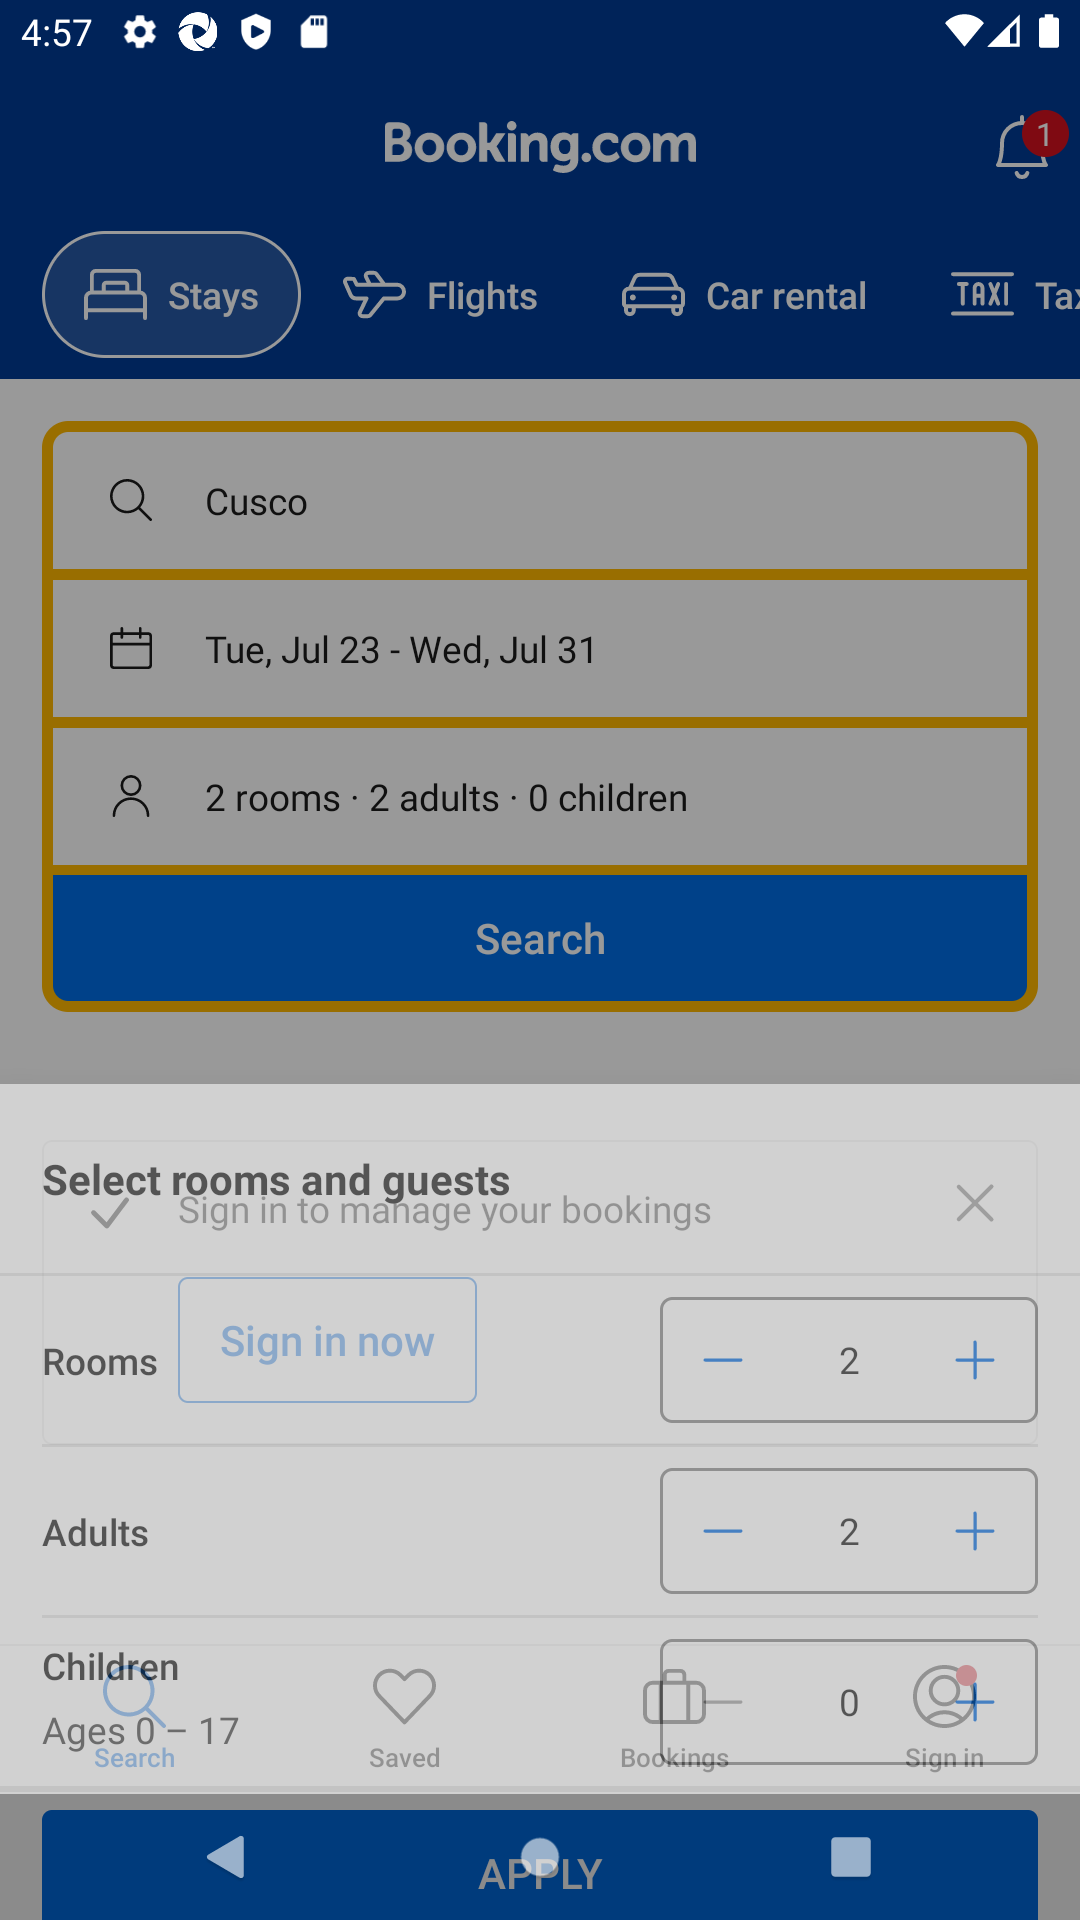 4:57
Booking.com
1
Stays
Flights
Car rental
TAXI
Tax
Cusco
Tue, Jul 23 - Wed, Jul 31
2 rooms · 2 adults · 0 children
Search
Select rooms and guests
Sign in to manage your bookings
Sign in now
Rooms
2
Adults
2
Children
0
Ages 0 – 17
Search
Saved
Bookings
Sign in
APPLY